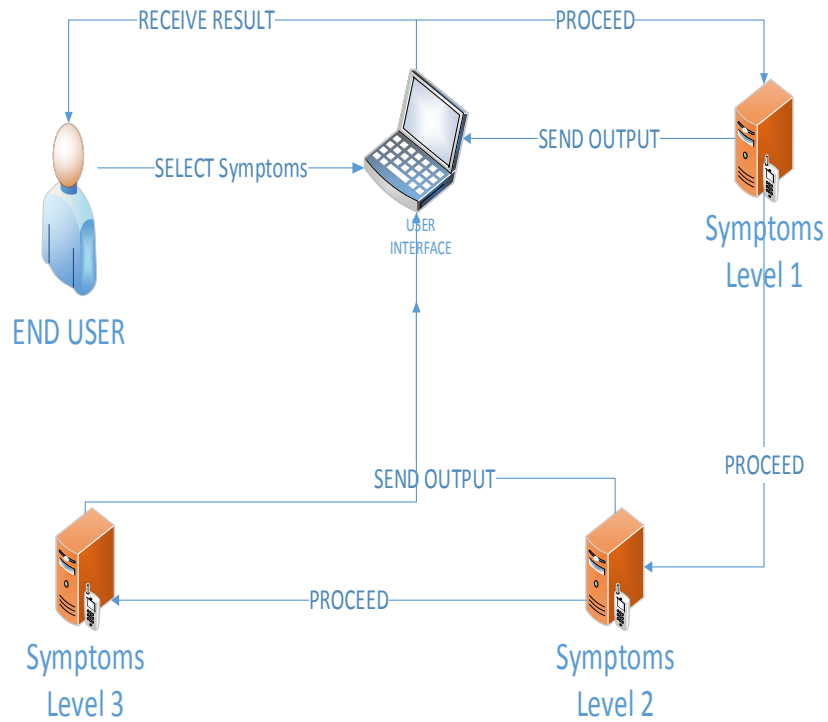 RECEIVE RESULT
PROCEED
SEND OUTPUT
SELECT Symptoms
USER
INTERFACE
Symptoms
Level 1
END USER
PROCEED
SEND OUTPUT
PROCEED
Symptoms
Level 3
Symptoms
Level 2